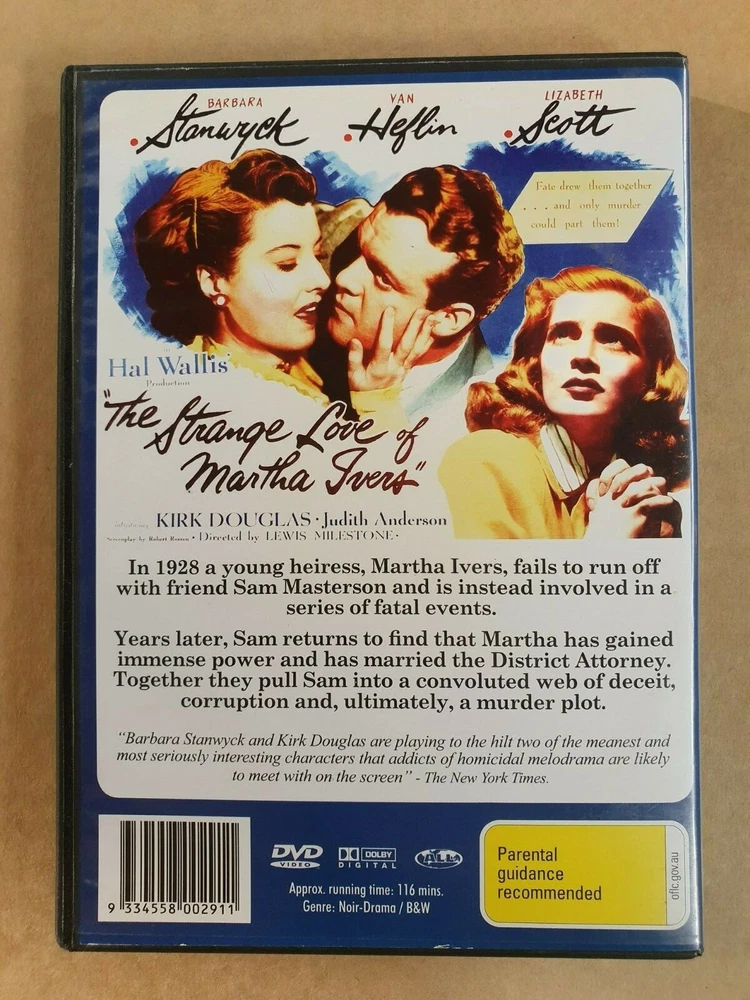 BARBARA VAN LIZABETH
Stanwyck Heflin Scott
Fate drew them together
. . . and only murder
could part them!
Hal Wallis'
Production
"The Strange Love of
Martha Ivers"
introducing KIRK DOUGLAS · Judith Anderson
Screenplay by Robert Rossen • Directed by LEWIS MILESTONE •
In 1928 a young heiress, Martha Ivers, fails to run off
with friend Sam Masterson and is instead involved in a
series of fatal events.
Years later, Sam returns to find that Martha has gained
immense power and has married the District Attorney.
Together they pull Sam into a convoluted web of deceit,
corruption and, ultimately, a murder plot.
"Barbara Stanwyck and Kirk Douglas are playing to the hilt two of the meanest and
most seriously interesting characters that addicts of homicidal melodrama are likely
to meet with on the screen" - The New York Times.
DVD VIDEO
DOLBY DIGITAL
ALL
Approx. running time: 116 mins.
Genre: Noir-Drama / B&W
Parental
guidance
recommended
oflc.gov.au
9 334558 002911